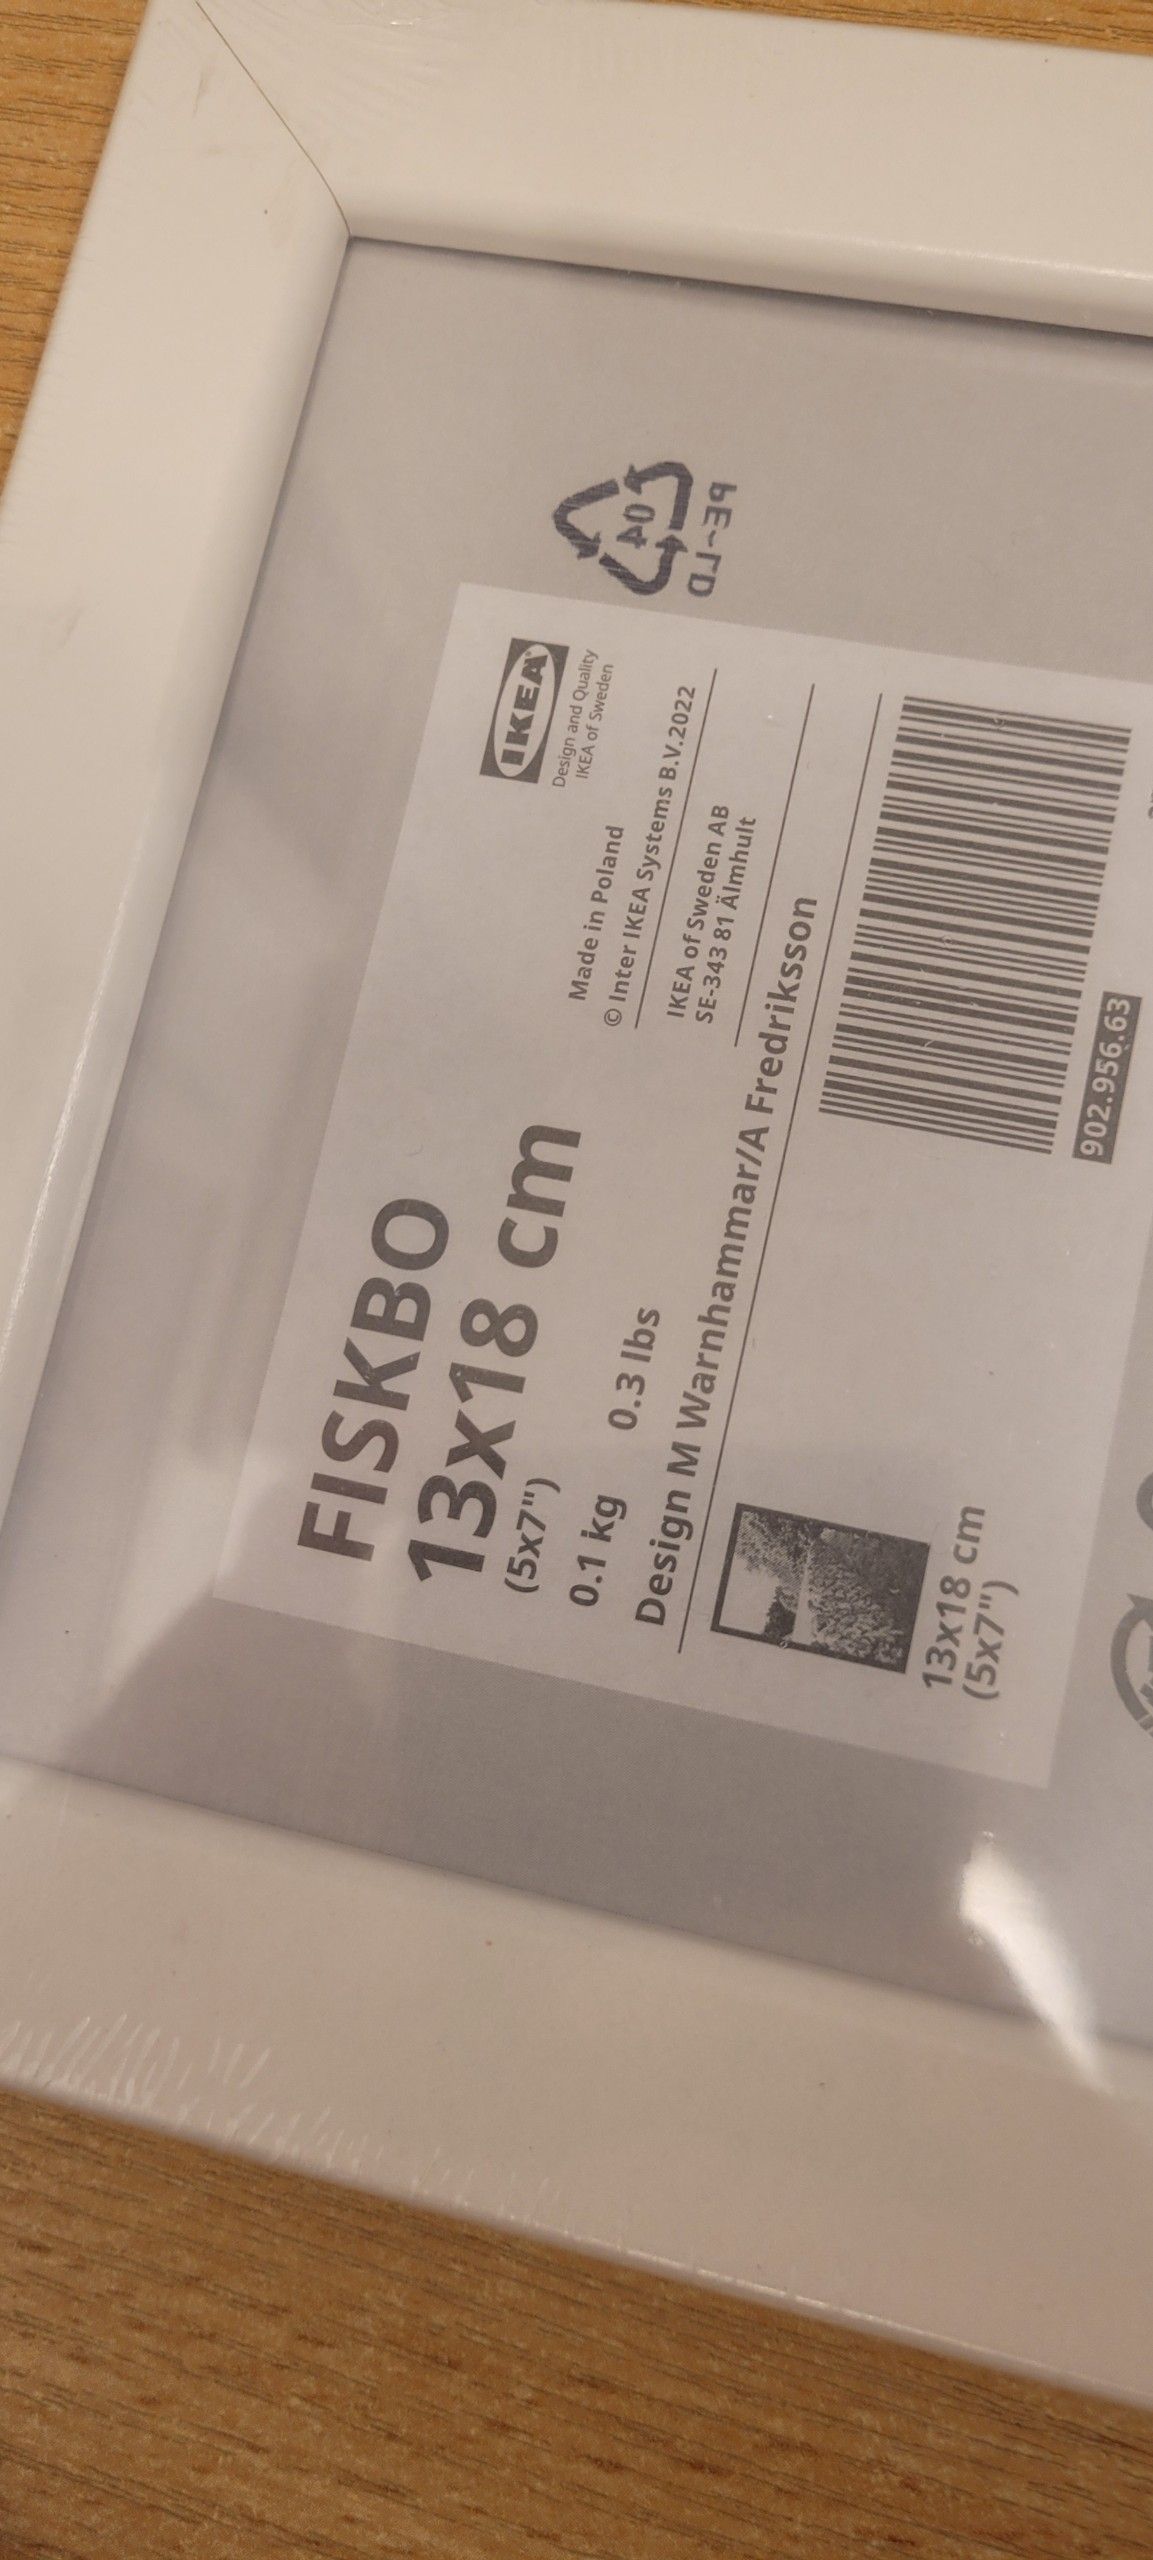 FISKBO
13x18 cm
(5x7")
0.1 kg 0.3 lbs
Design M Warnhammar/A Fredriksson
13x18 cm
(5x7")
IKEA
Design and Quality
IKEA of Sweden
Made in Poland
© Inter IKEA Systems B.V.2022
IKEA of Sweden AB
SE-343 81 Älmhult
902.956.63
04
PE-LD